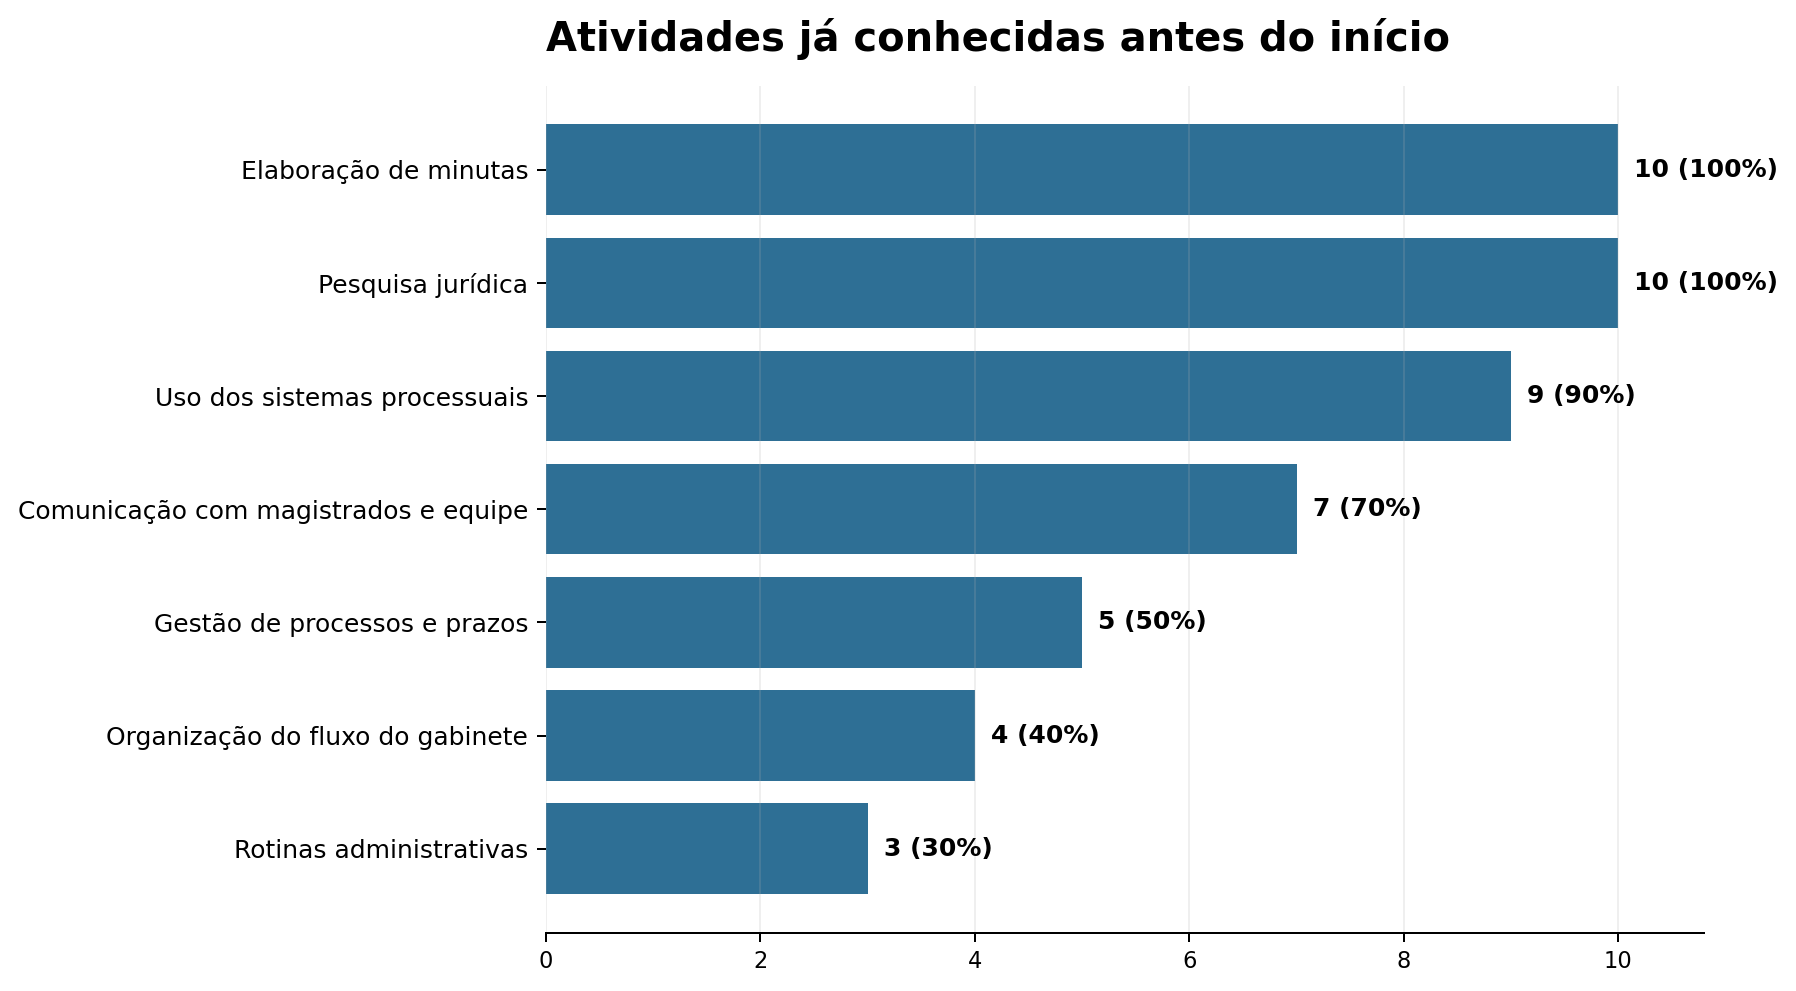 Atividades já conhecidas antes do início
Elaboração de minutas 10 (100%)
Pesquisa jurídica 10 (100%)
Uso dos sistemas processuais 9 (90%)
Comunicação com magistrados e equipe 7 (70%)
Gestão de processos e prazos 5 (50%)
Organização do fluxo do gabinete 4 (40%)
Rotinas administrativas 3 (30%)
0 2 4 6 8 10